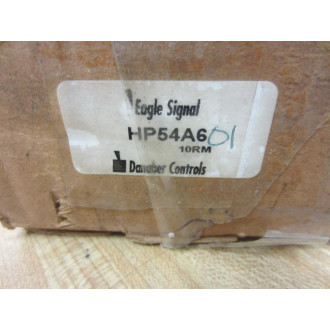 Eagle Signal
HP54A601
10RM
Danaher Controls